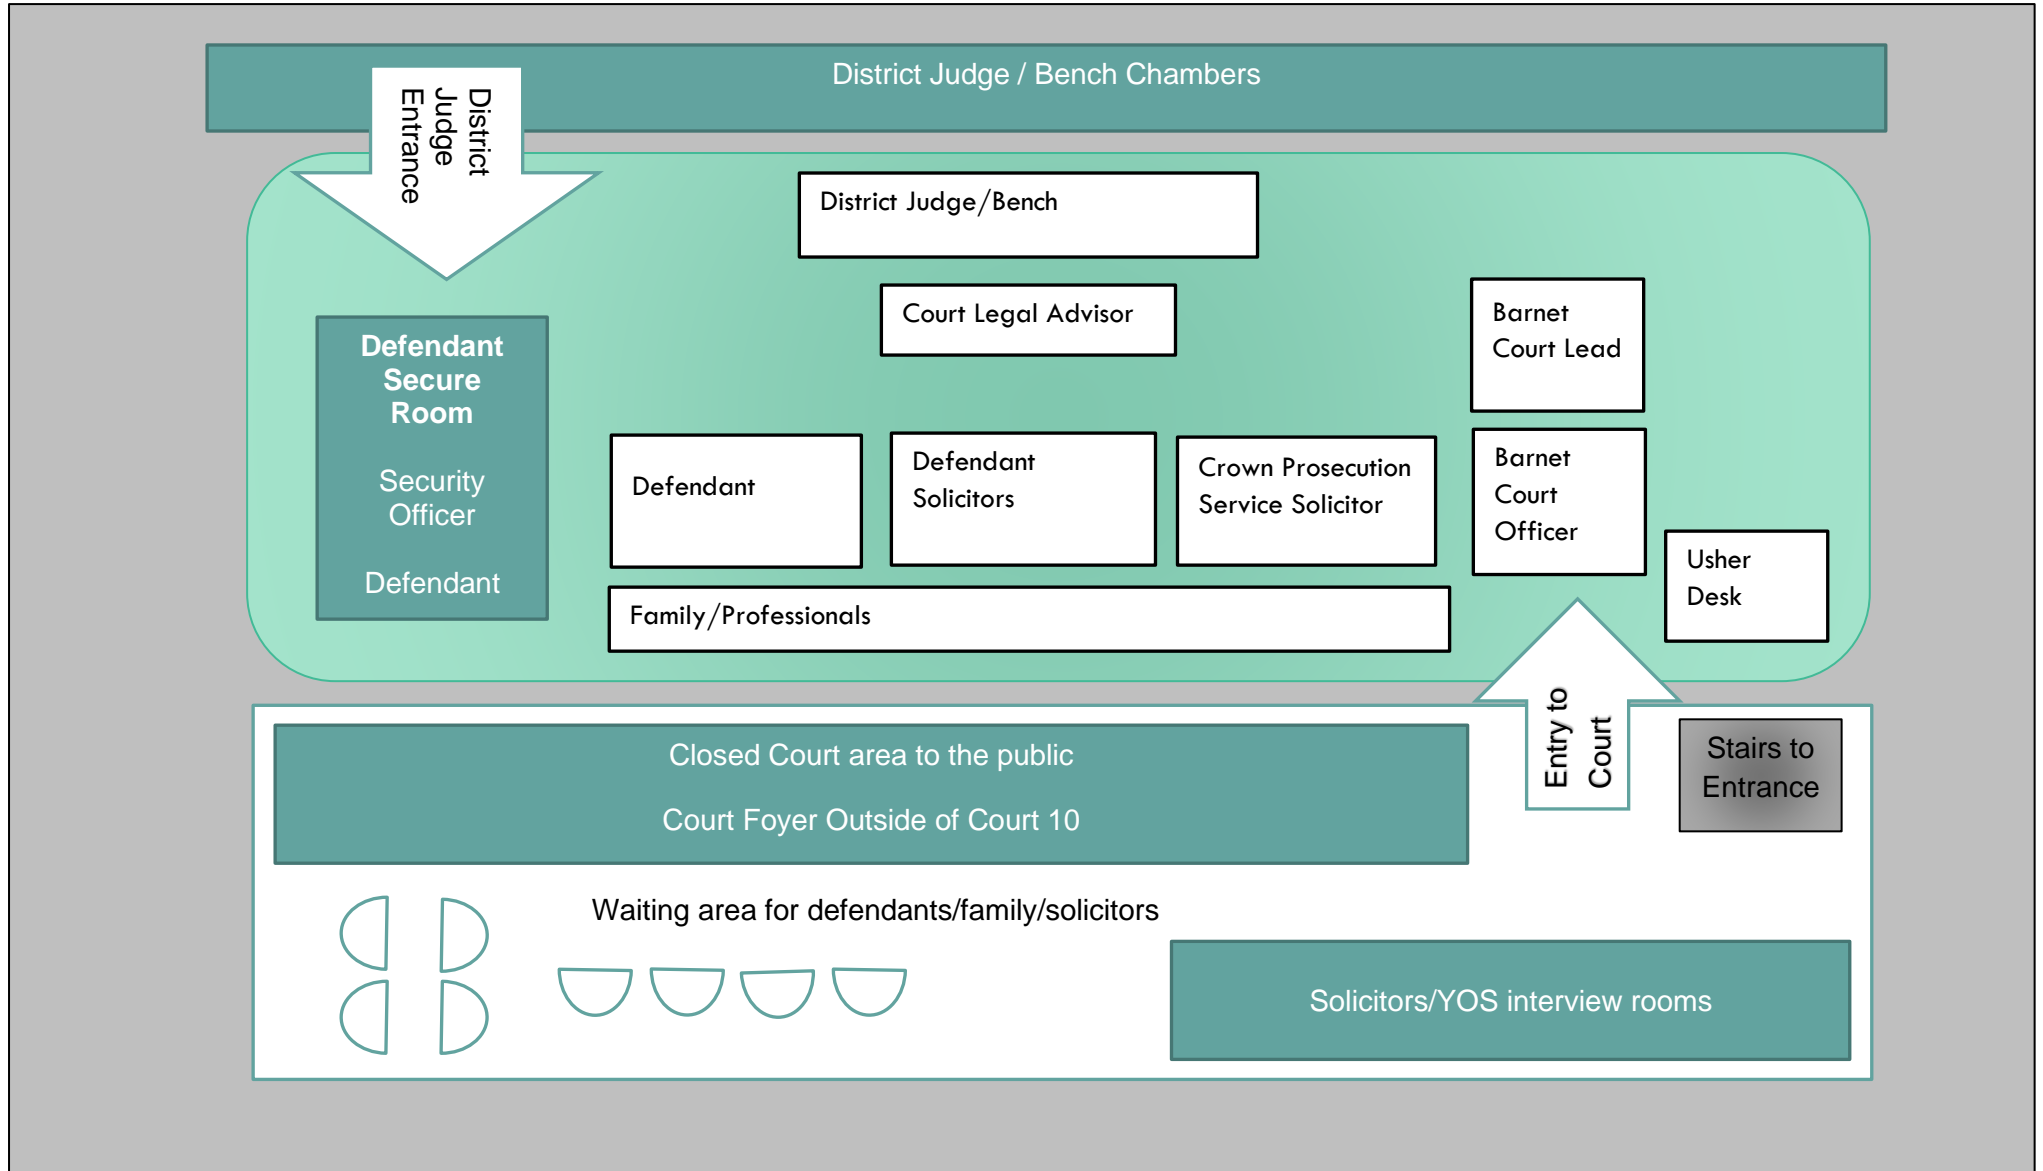 District Judge / Bench Chambers
District
Judge
Entrance
District Judge/Bench
Court Legal Advisor
Barnet
Court Lead
Defendant
Secure
Room
Security
Officer
Defendant
Defendant
Defendant
Solicitors
Crown Prosecution
Service Solicitor
Barnet
Court
Officer
Usher
Desk
Family/Professionals
Entry to
Court
Closed Court area to the public
Court Foyer Outside of Court 10
Stairs to
Entrance
Waiting area for defendants/family/solicitors
Solicitors/YOS interview rooms